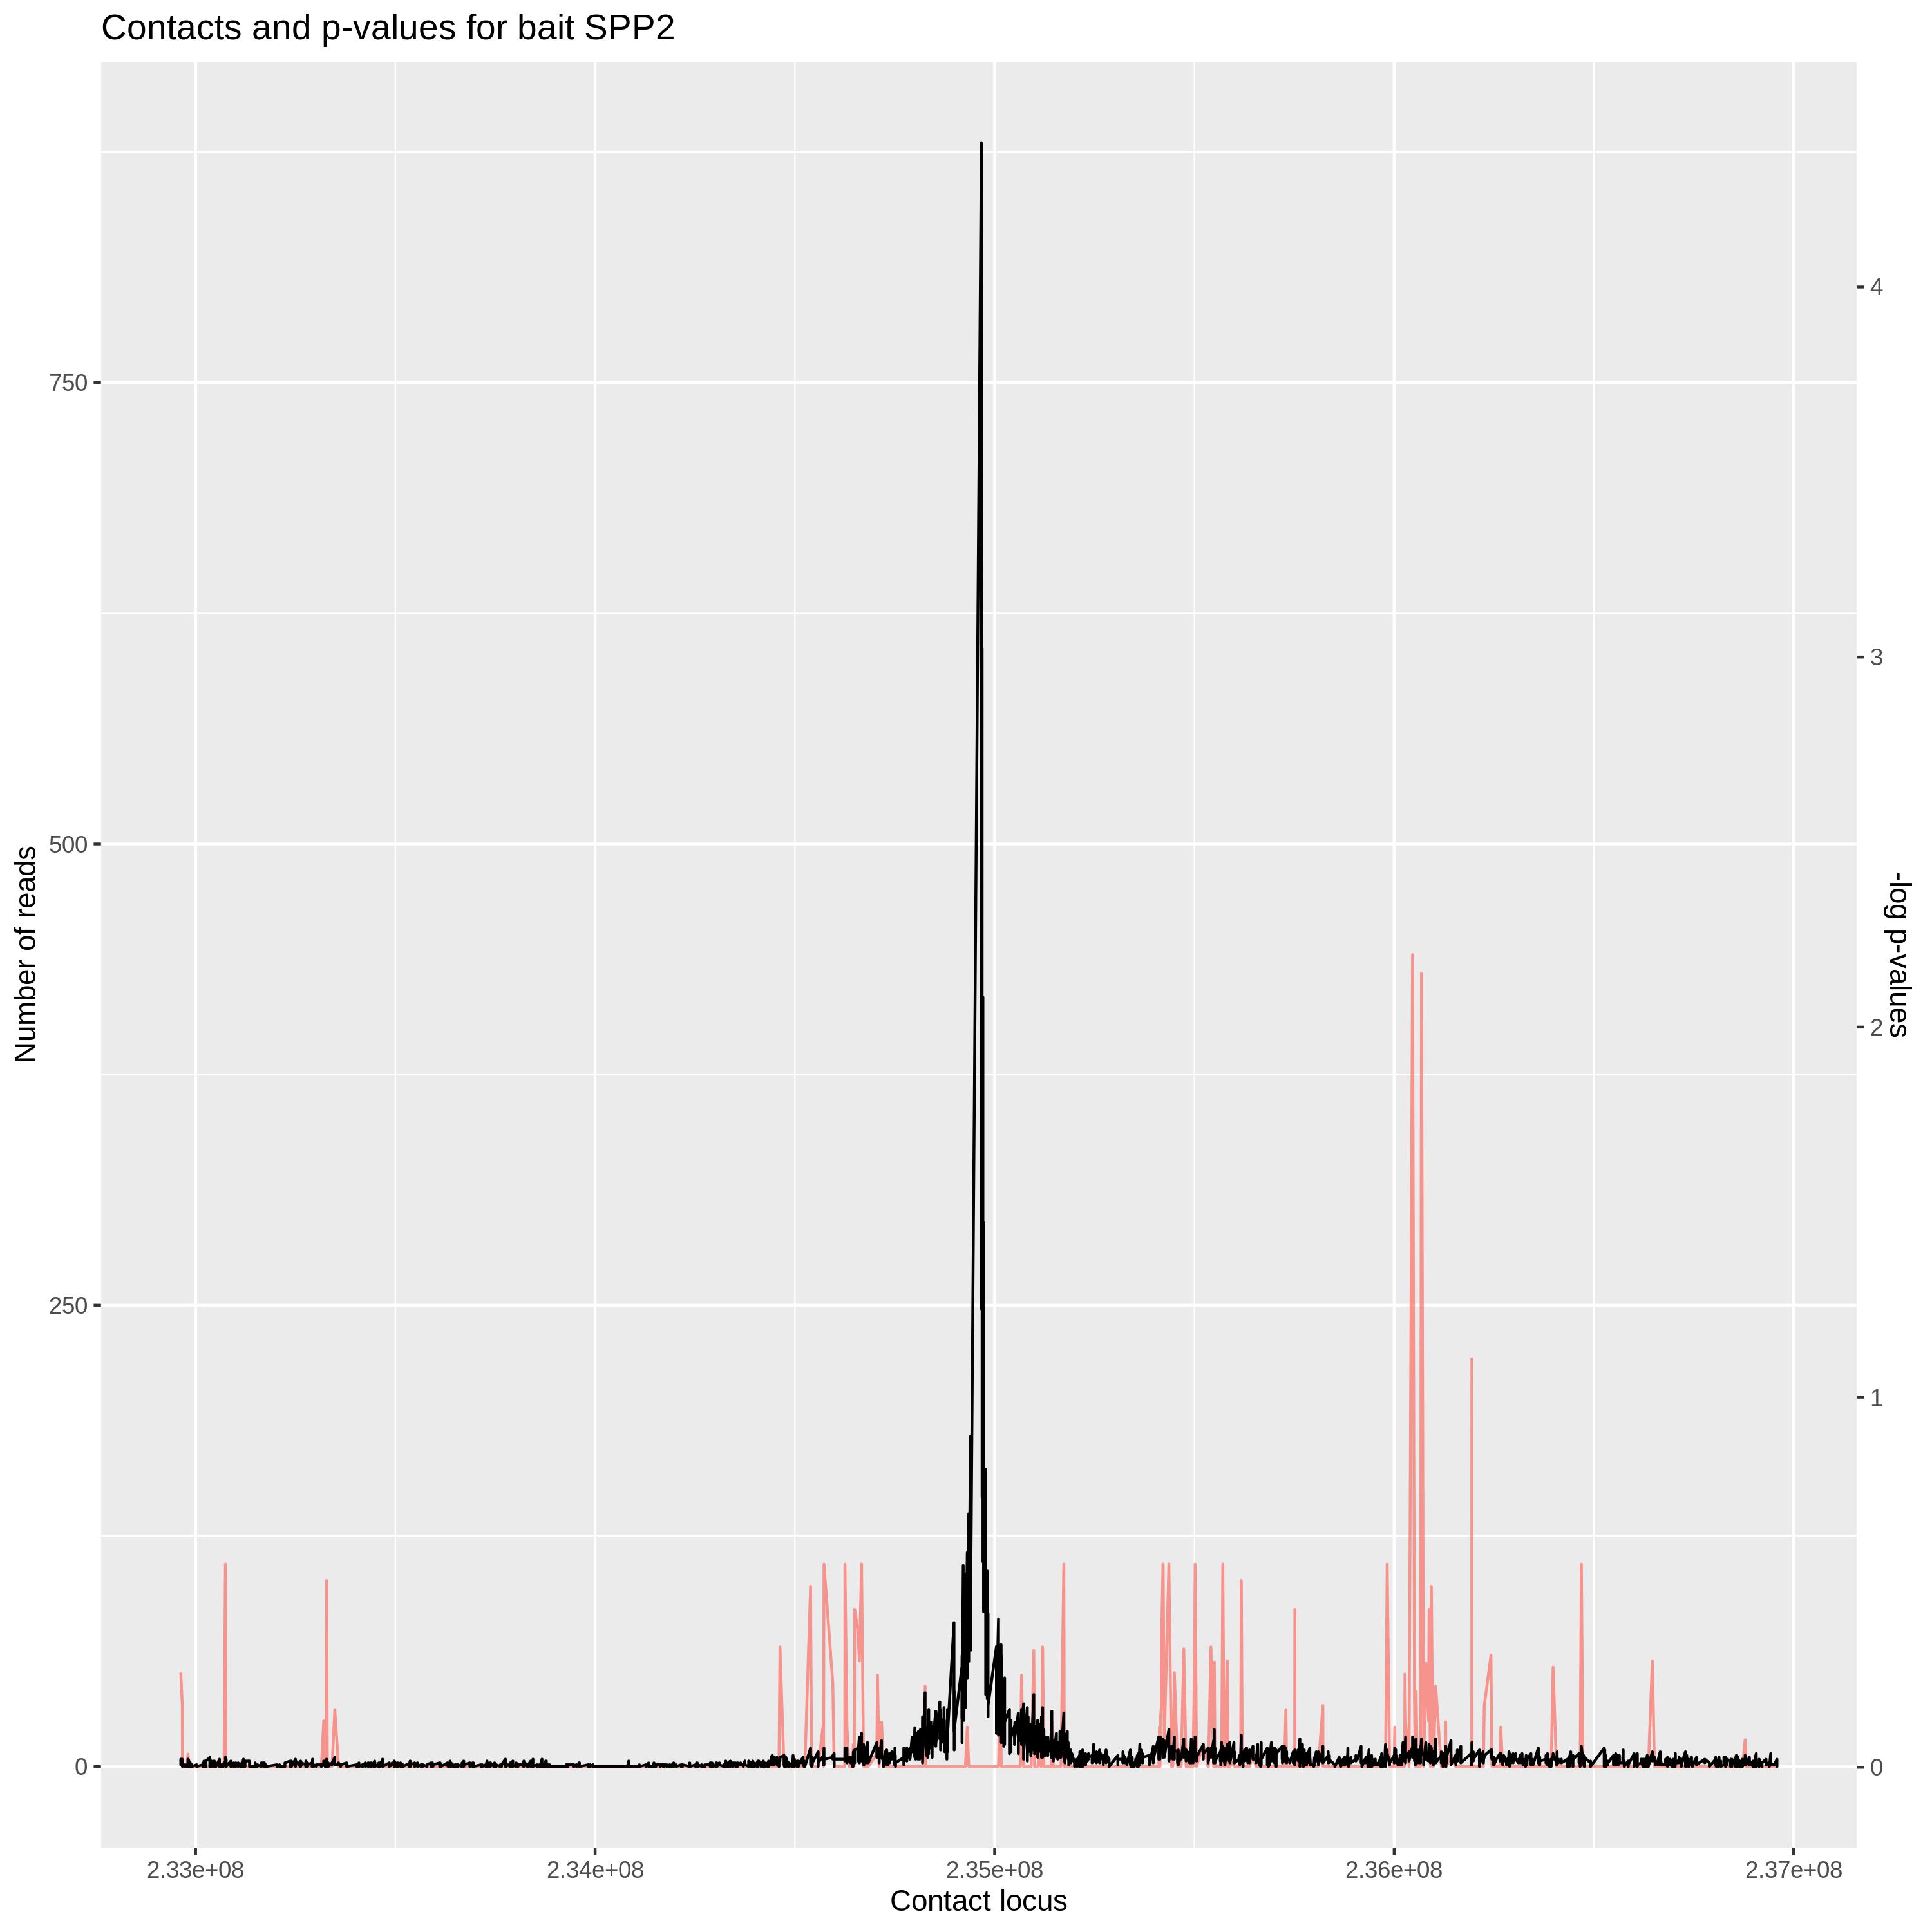 Contacts and p-values for bait SPP2
Number of reads
750
500
250
0
4
3
2
1
0
-log p-values
2.33e+08 2.34e+08 2.35e+08 2.36e+08 2.37e+08
Contact locus